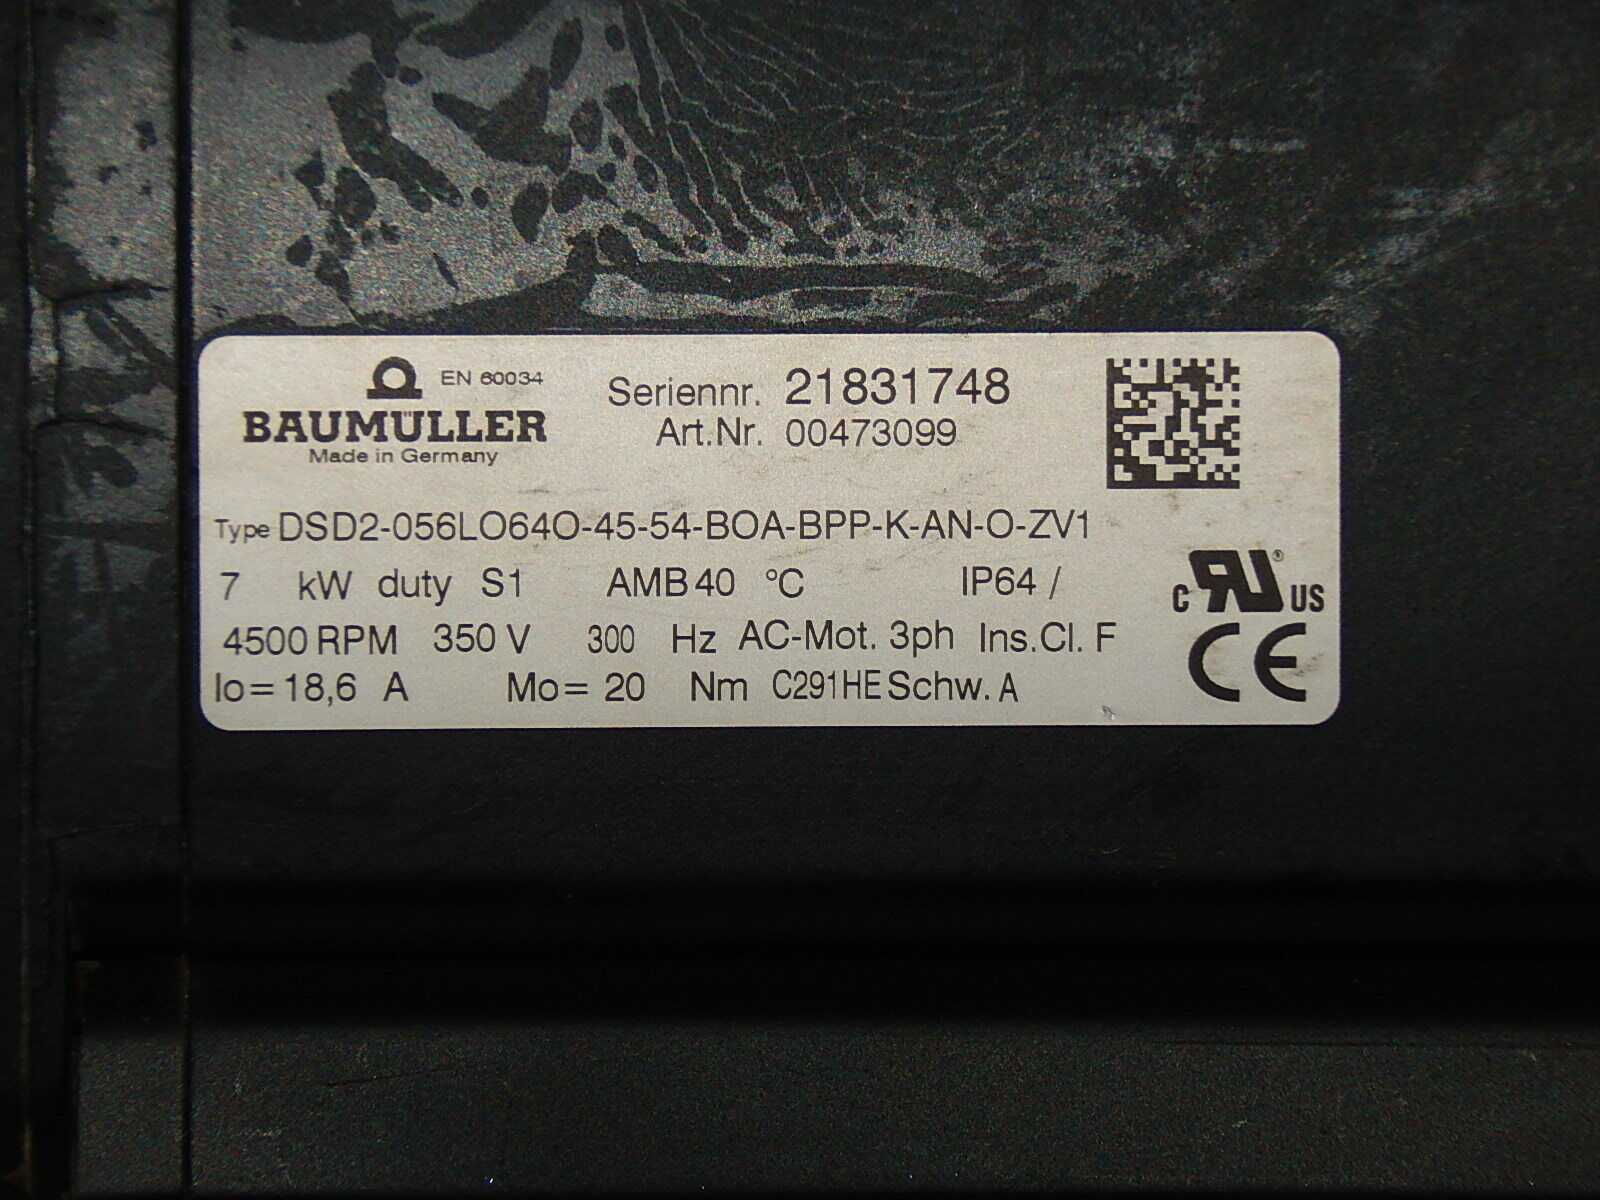 EN 60034
BAUMÜLLER
Made in Germany
Seriennr. 21831748
Art.Nr. 00473099
Type DSD2-056LO64O-45-54-BOA-BPP-K-AN-O-ZV1
7 kW duty S1 AMB 40 °C IP64 /
4500 RPM 350 V 300 Hz AC-Mot. 3ph Ins.Cl. F
Io= 18,6 A Mo= 20 Nm C291HE Schw. A
c RU ® US
CE